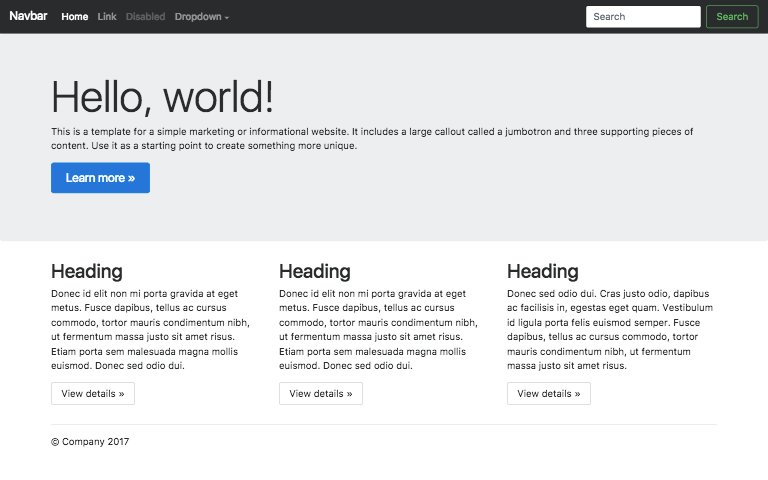 Navbar Home Link Disabled Dropdown Search Search
Hello, world!
This is a template for a simple marketing or informational website. It includes a large callout called a jumbotron and three supporting pieces of
content. Use it as a starting point to create something more unique.
Learn more »
Heading
Donec id elit non mi porta gravida at eget
metus. Fusce dapibus, tellus ac cursus
commodo, tortor mauris condimentum nibh,
ut fermentum massa justo sit amet risus.
Etiam porta sem malesuada magna mollis
euismod. Donec sed odio dui.
View details »
Heading
Donec id elit non mi porta gravida at eget
metus. Fusce dapibus, tellus ac cursus
commodo, tortor mauris condimentum nibh,
ut fermentum massa justo sit amet risus.
Etiam porta sem malesuada magna mollis
euismod. Donec sed odio dui.
View details »
Heading
Donec sed odio dui. Cras justo odio, dapibus
ac facilisis in, egestas eget quam. Vestibulum
id ligula porta felis euismod semper. Fusce
dapibus, tellus ac cursus commodo, tortor
mauris condimentum nibh, ut fermentum
massa justo sit amet risus.
View details »
© Company 2017